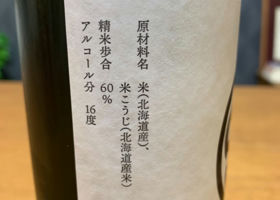 原材料名 米(北海道産)、
米こうじ(北海道産米)
精米歩合 60%
アルコール分 16度